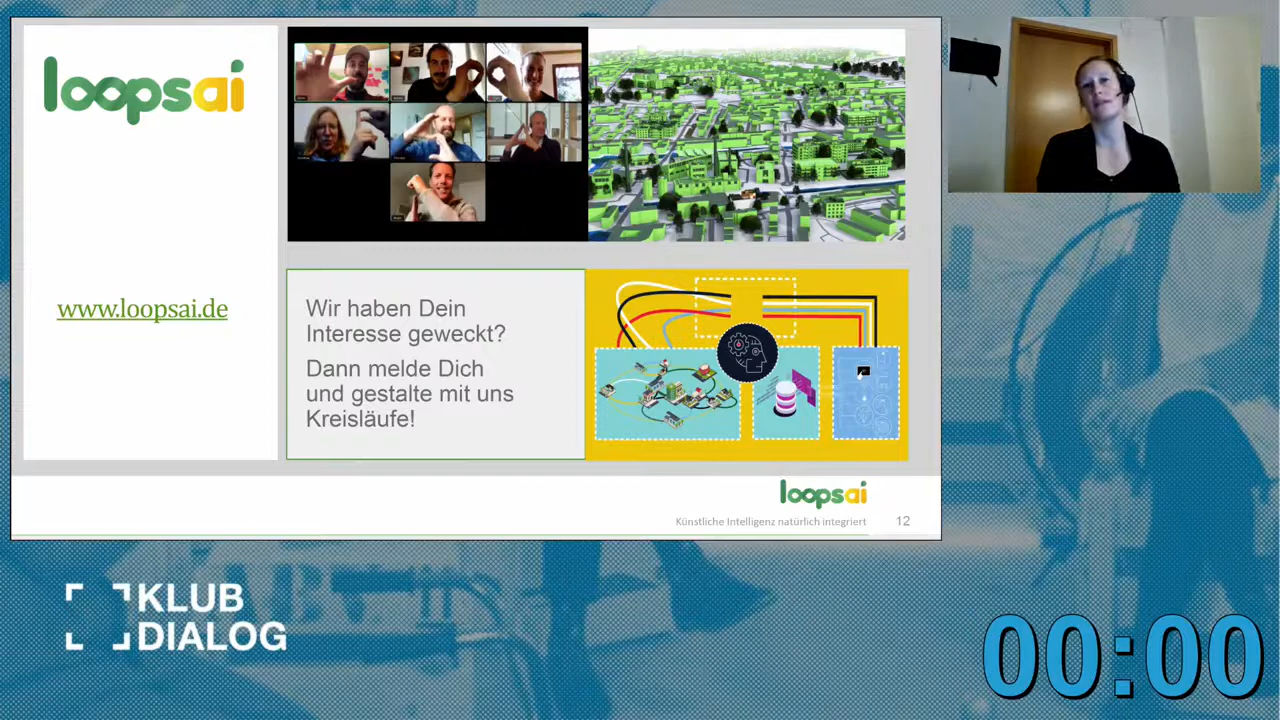 loopsai
www.loopsai.de
Wir haben Dein
Interesse geweckt?
Dann melde Dich
und gestalte mit uns
Kreisläufe!
loopsai
Künstliche Intelligenz natürlich integriert
12
KLUB
DIALOG
00:00